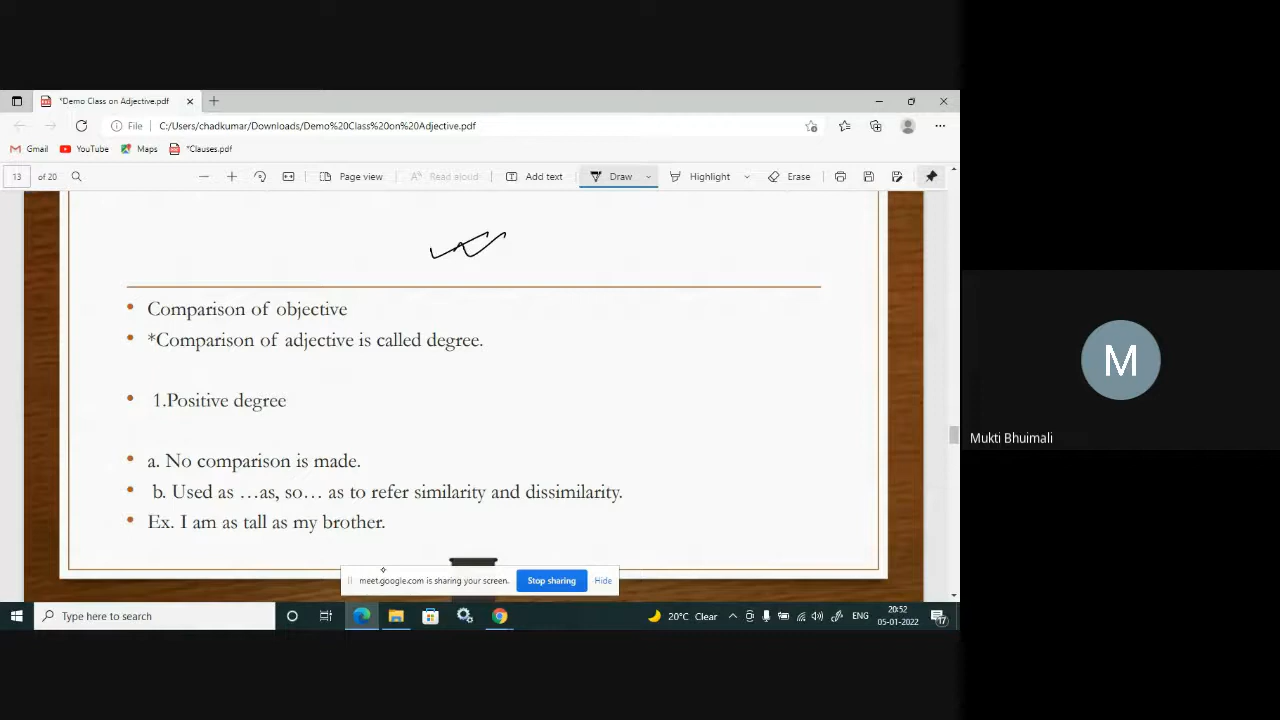 *Demo Class on Adjective.pdf
File C:/Users/chadkumar/Downloads/Demo%20Class%20on%20Adjective.pdf
Gmail YouTube Maps *Clauses.pdf
13 of 20 Page view Read aloud Add text Draw Highlight Erase
Comparison of objective
*Comparison of adjective is called degree.
1.Positive degree
a. No comparison is made.
b. Used as …as, so… as to refer similarity and dissimilarity.
Ex. I am as tall as my brother.
meet.google.com is sharing your screen. Stop sharing Hide
M
Mukti Bhuimali
Type here to search 20°C Clear ENG 20:52
05-01-2022 17